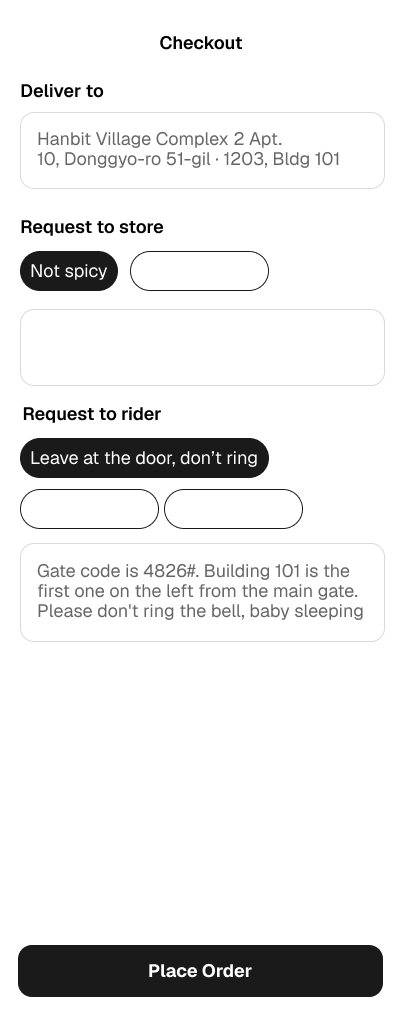 Checkout
Deliver to
Hanbit Village Complex 2 Apt.
10, Donggyo-ro 51-gil · 1203, Bldg 101
Request to store
Not spicy
Request to rider
Leave at the door, don’t ring
Gate code is 4826#. Building 101 is the
first one on the left from the main gate.
Please don't ring the bell, baby sleeping
Place Order